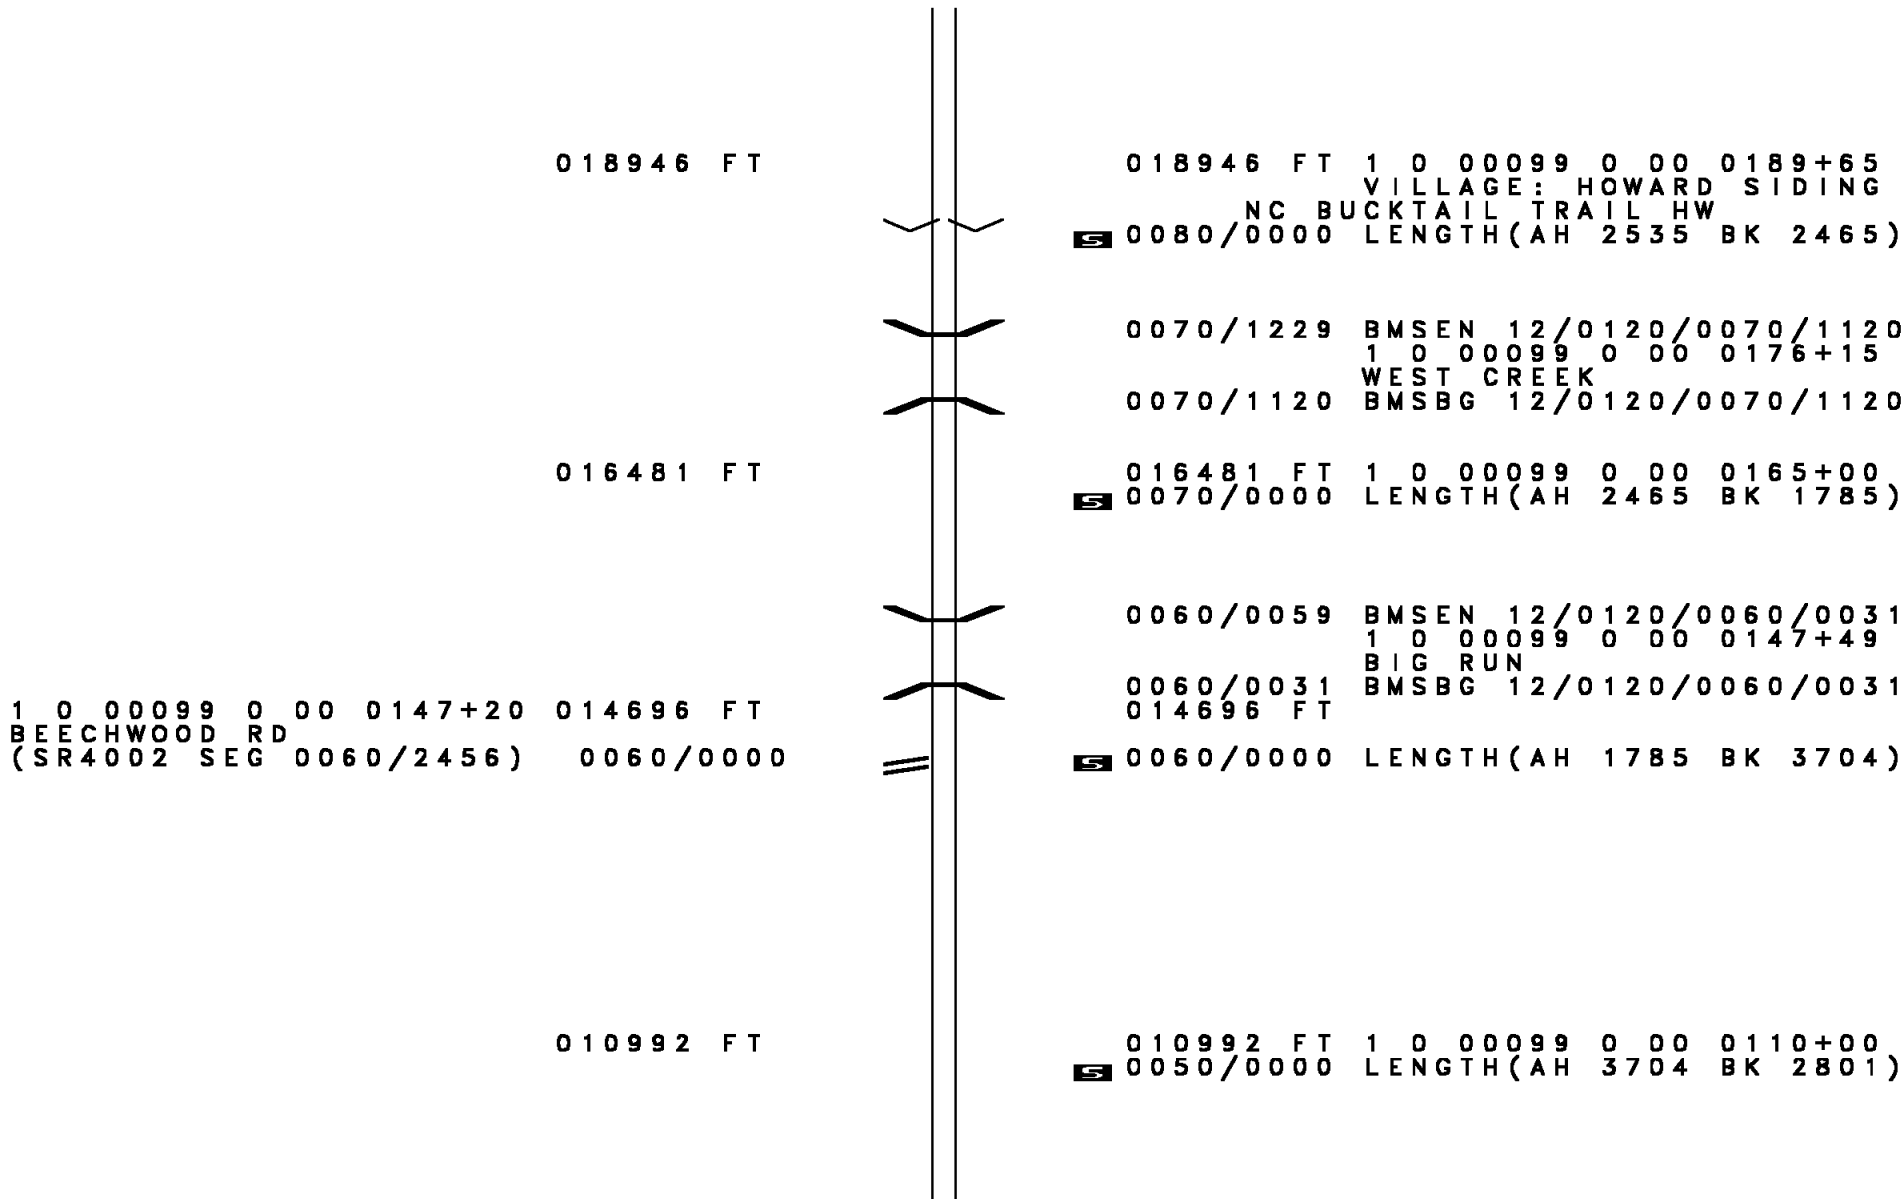 018946 FT 018946 FT 1 0 00099 0 00 0189+65
VILLAGE: HOWARD SIDING
NC BUCKTAIL TRAIL HW
S 0080/0000 LENGTH(AH 2535 BK 2465)
0070/1229 BMSEN 12/0120/0070/1120
1 0 00099 0 00 0176+15
WEST CREEK
0070/1120 BMSBG 12/0120/0070/1120
016481 FT 016481 FT 1 0 00099 0 00 0165+00
S 0070/0000 LENGTH(AH 2465 BK 1785)
0060/0059 BMSEN 12/0120/0060/0031
1 0 00099 0 00 0147+49
BIG RUN
0060/0031 BMSBG 12/0120/0060/0031
1 0 00099 0 00 0147+20 014696 FT 014696 FT
BEECHWOOD RD
(SR4002 SEG 0060/2456) 0060/0000 S 0060/0000 LENGTH(AH 1785 BK 3704)
010992 FT 010992 FT 1 0 00099 0 00 0110+00
S 0050/0000 LENGTH(AH 3704 BK 2801)